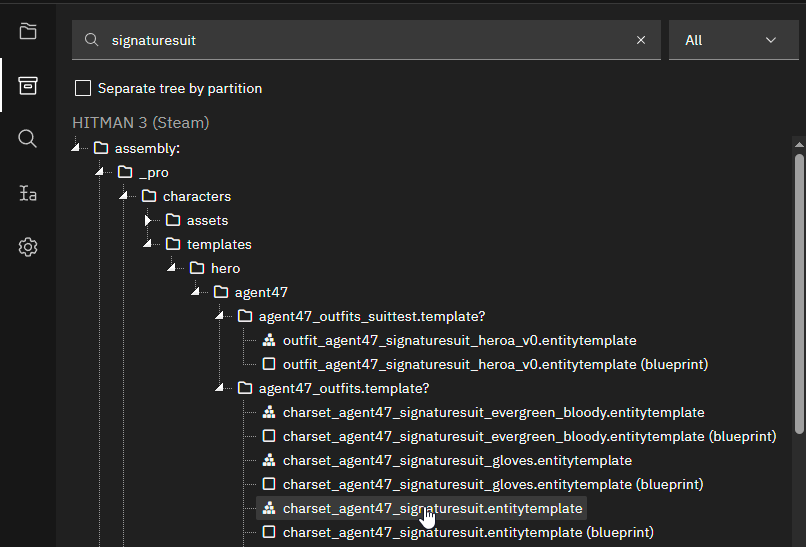 signaturesuit
All
Separate tree by partition
HITMAN 3 (Steam)
assembly:
_pro
characters
assets
templates
hero
agent47
agent47_outfits_suittest.template?
outfit_agent47_signaturesuit_heroa_v0.entitytemplate
outfit_agent47_signaturesuit_heroa_v0.entitytemplate (blueprint)
agent47_outfits.template?
charset_agent47_signaturesuit_evergreen_bloody.entitytemplate
charset_agent47_signaturesuit_evergreen_bloody.entitytemplate (blueprint)
charset_agent47_signaturesuit_gloves.entitytemplate
charset_agent47_signaturesuit_gloves.entitytemplate (blueprint)
charset_agent47_signaturesuit.entitytemplate
charset_agent47_signaturesuit.entitytemplate (blueprint)